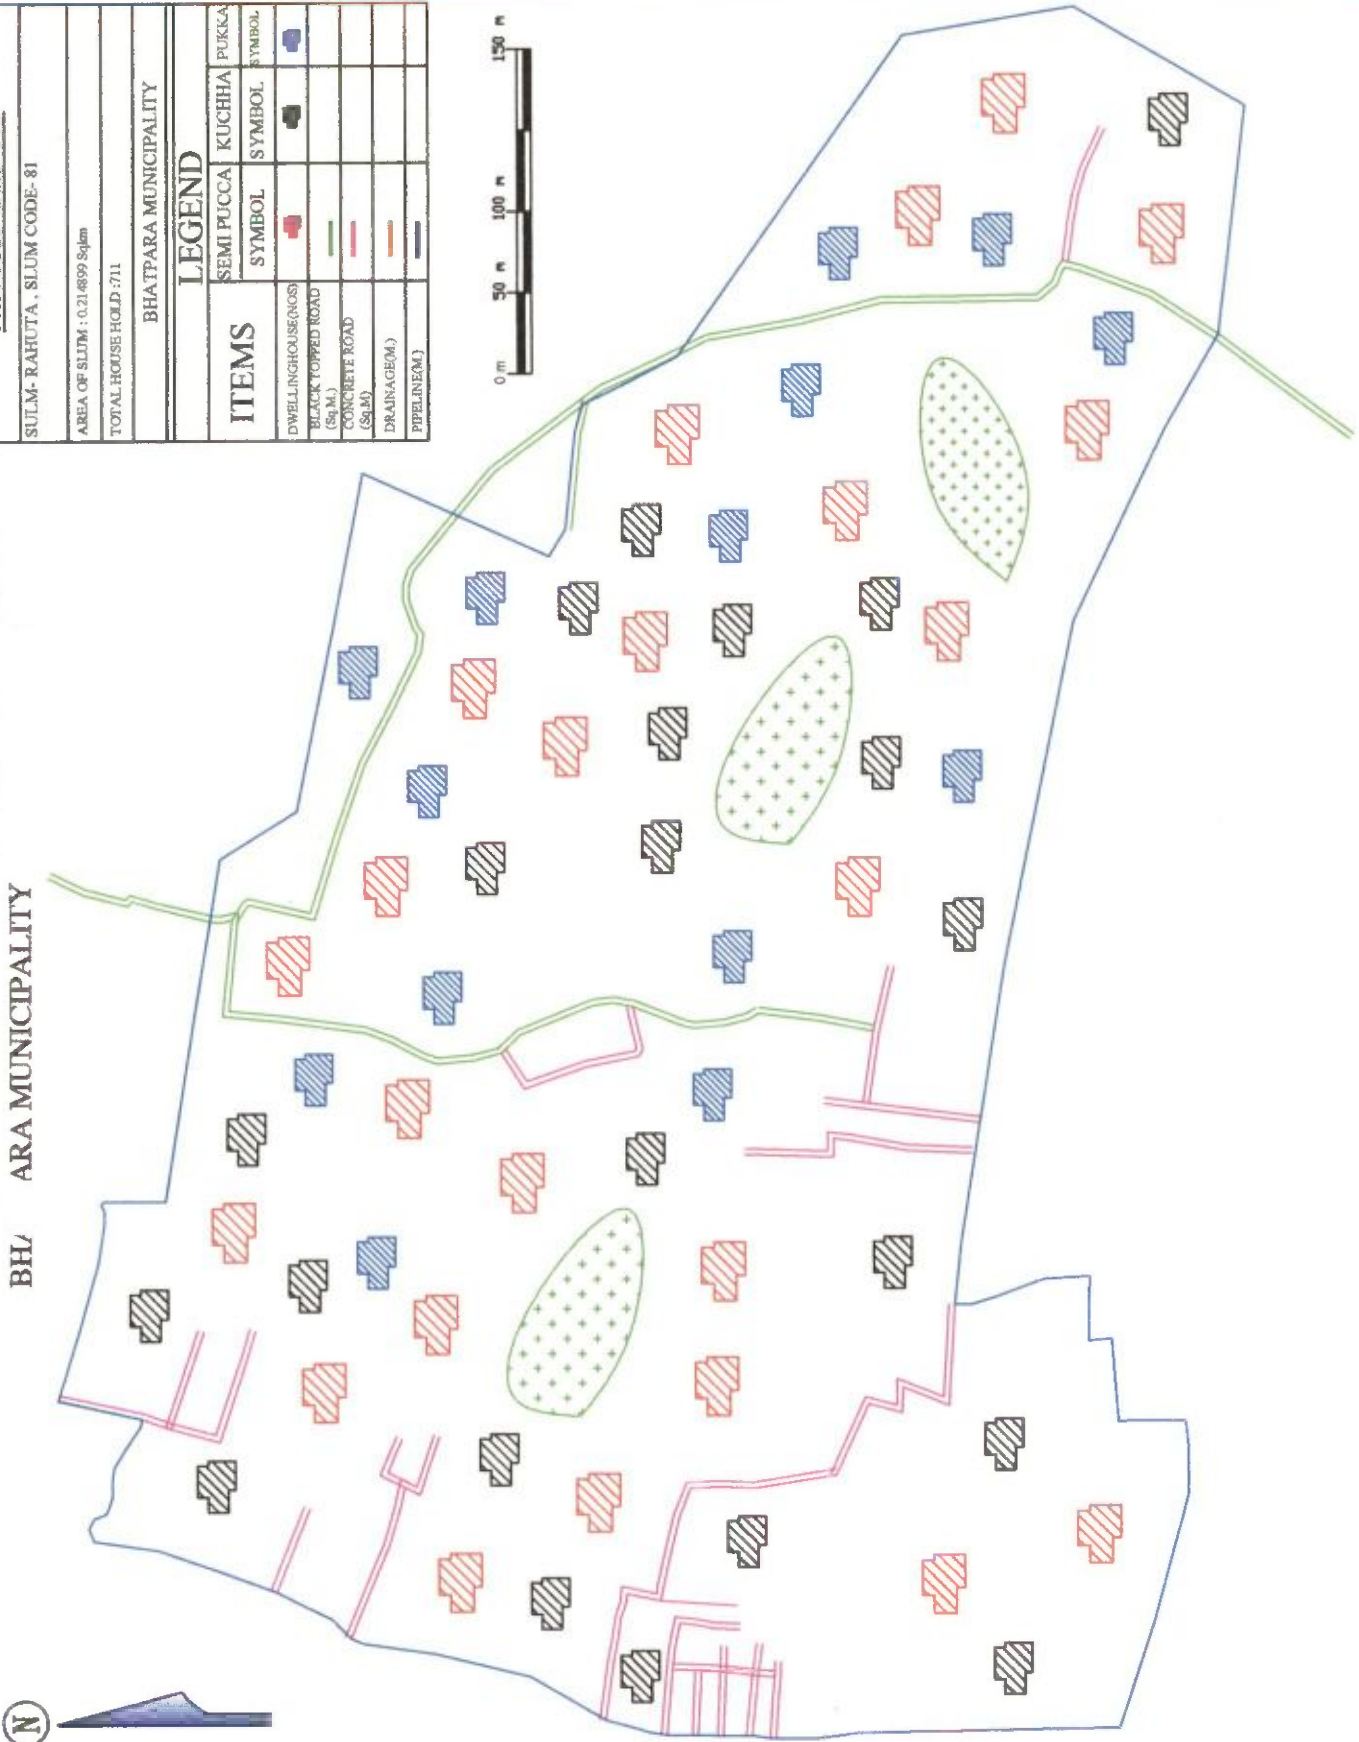 BH ARA MUNICIPALITY
SULM- RAHUTA , SLUM CODE- 81
AREA OF SLUM : 0.214899 Sqkm
TOTAL HOUSE HOLD :711
BHATPARA MUNICIPALITY
LEGEND
ITEMS SEMI PUCCA KUCHHA PUKKA
SYMBOL SYMBOL SYMBOL
DWELLINGHOUSE(NOS)
BLACK TOPPED ROAD
(Sq.M.)
CONCRETE ROAD
(Sq.M)
DRAINAGE(M.)
PIPELINE(M.)
0 m 50 m 100 m 150 m
N